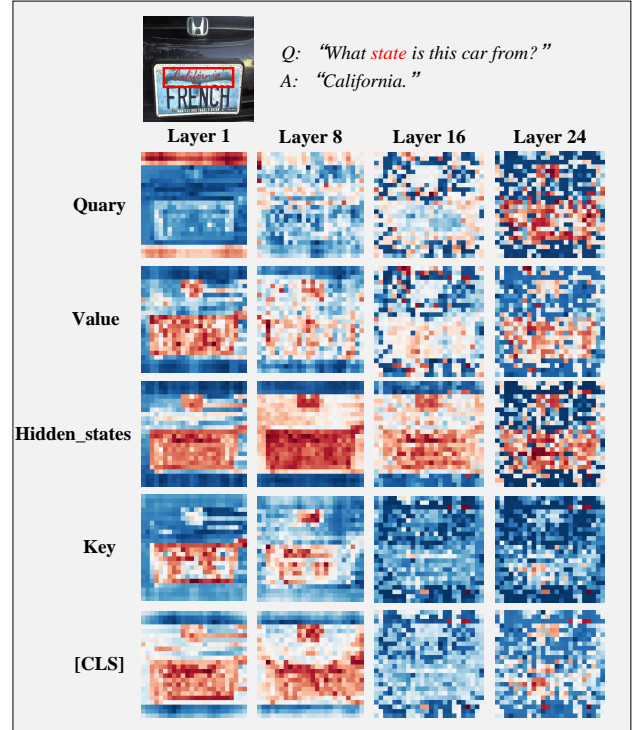 California
FRENCH
Q: “What state is this car from?”
A: “California.”
Layer 1 Layer 8 Layer 16 Layer 24
Quary
Value
Hidden_states
Key
[CLS]